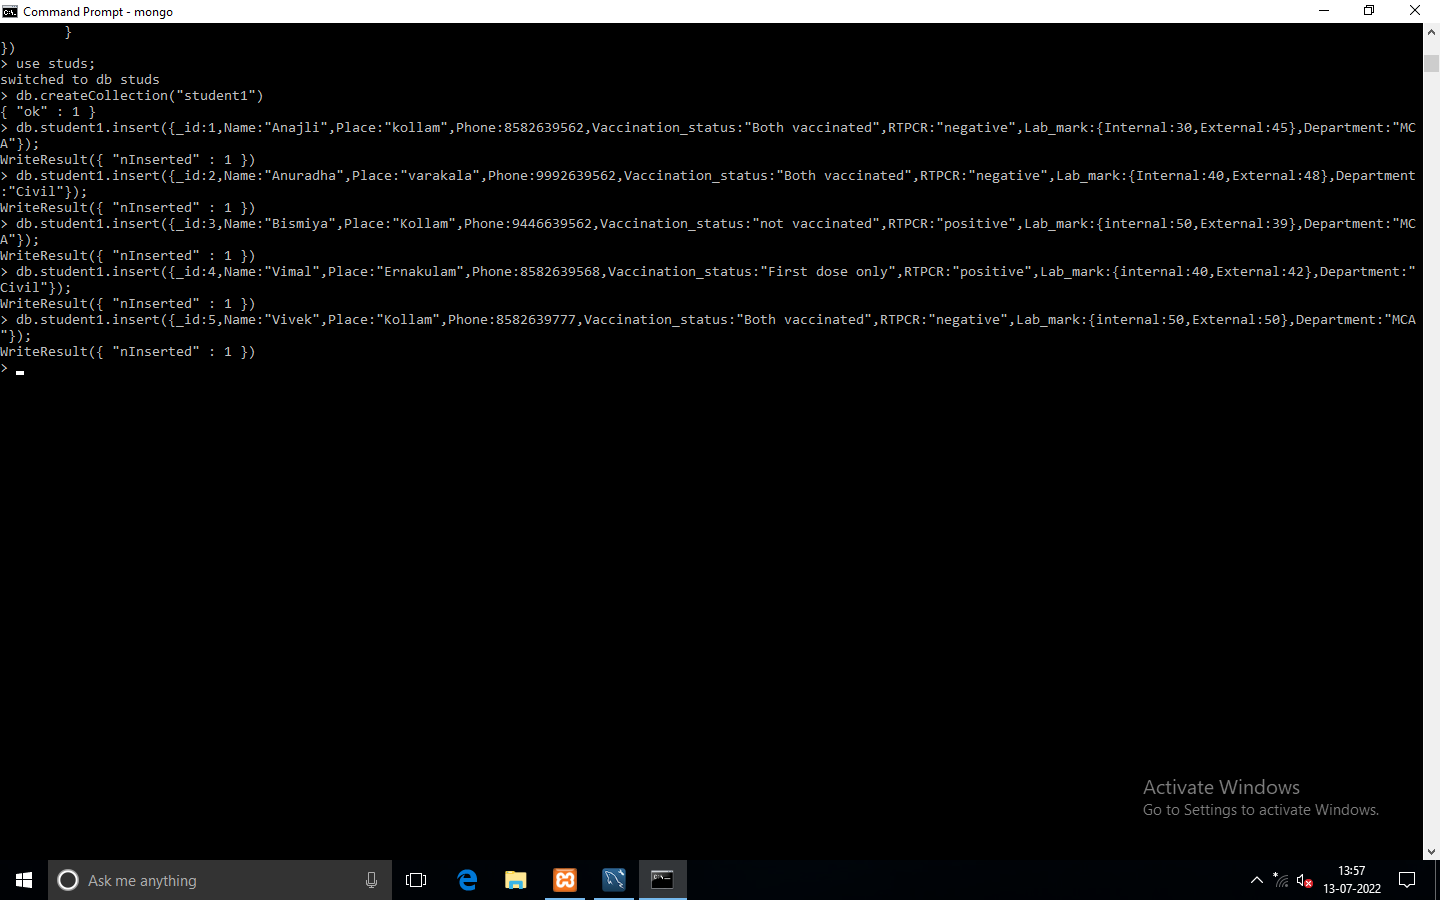 Command Prompt - mongo
}
})
> use studs;
switched to db studs
> db.createCollection("student1")
{ "ok" : 1 }
> db.student1.insert({_id:1,Name:"Anajli",Place:"kollam",Phone:8582639562,Vaccination_status:"Both vaccinated",RTPCR:"negative",Lab_mark:{Internal:30,External:45},Department:"MC
A"});
WriteResult({ "nInserted" : 1 })
> db.student1.insert({_id:2,Name:"Anuradha",Place:"varakala",Phone:9992639562,Vaccination_status:"Both vaccinated",RTPCR:"negative",Lab_mark:{Internal:40,External:48},Department
:"Civil"});
WriteResult({ "nInserted" : 1 })
> db.student1.insert({_id:3,Name:"Bismiya",Place:"Kollam",Phone:9446639562,Vaccination_status:"not vaccinated",RTPCR:"positive",Lab_mark:{internal:50,External:39},Department:"MC
A"});
WriteResult({ "nInserted" : 1 })
> db.student1.insert({_id:4,Name:"Vimal",Place:"Ernakulam",Phone:8582639568,Vaccination_status:"First dose only",RTPCR:"positive",Lab_mark:{internal:40,External:42},Department:"
Civil"});
WriteResult({ "nInserted" : 1 })
> db.student1.insert({_id:5,Name:"Vivek",Place:"Kollam",Phone:8582639777,Vaccination_status:"Both vaccinated",RTPCR:"negative",Lab_mark:{internal:50,External:50},Department:"MCA
"});
WriteResult({ "nInserted" : 1 })
>
Activate Windows
Go to Settings to activate Windows.
Ask me anything
13:57
13-07-2022